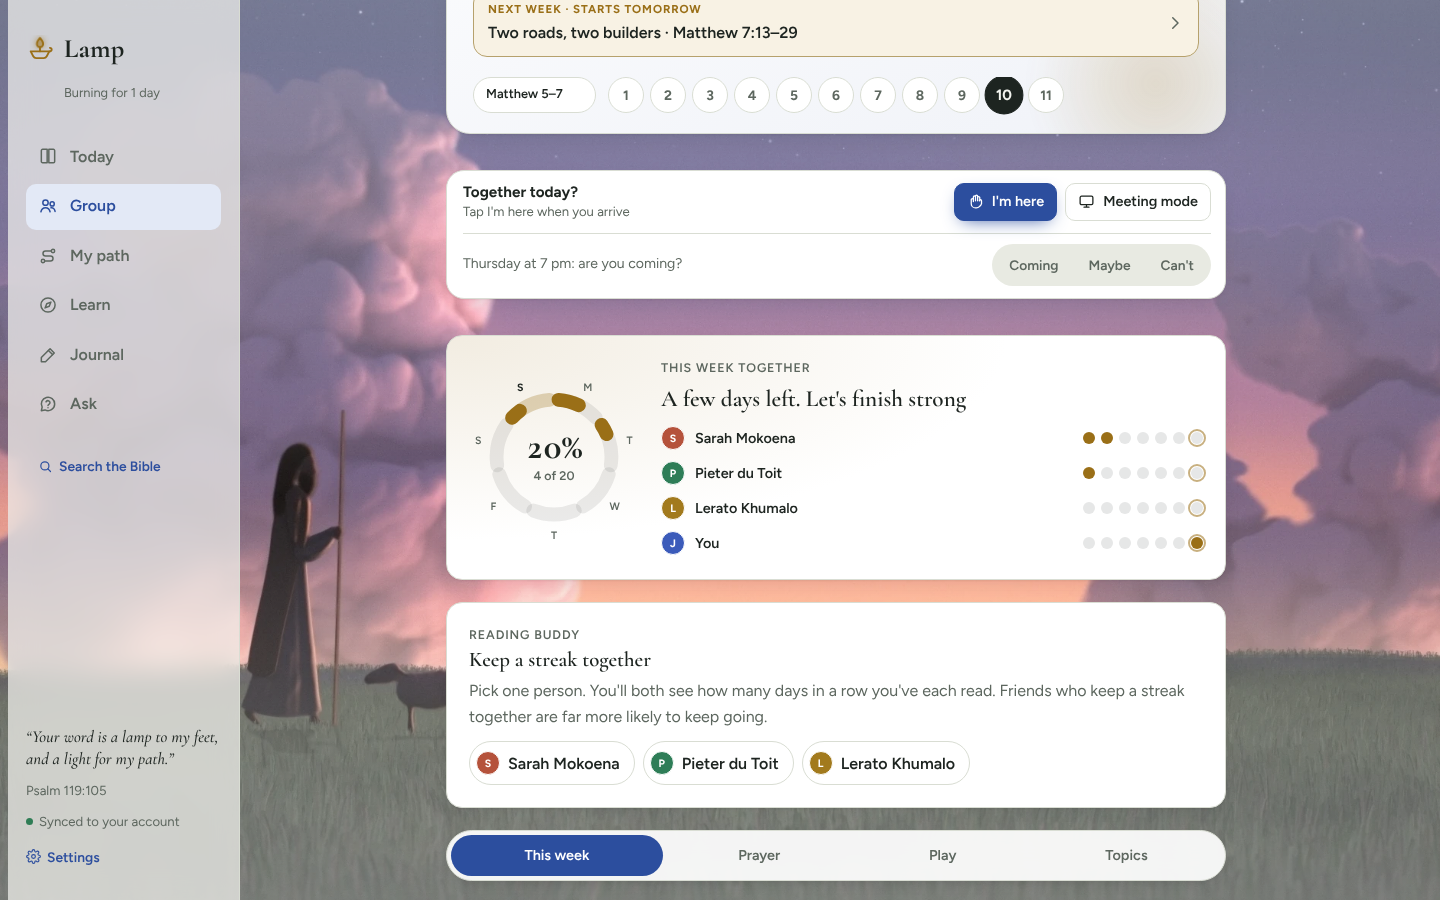 Lamp
Burning for 1 day
Today
Group
My path
Learn
Journal
Ask
Search the Bible
“Your word is a lamp to my feet,
and a light for my path.”
Psalm 119:105
Synced to your account
Settings
NEXT WEEK · STARTS TOMORROW
Two roads, two builders · Matthew 7:13–29
Matthew 5–7 1 2 3 4 5 6 7 8 9 10 11
Together today?
Tap I'm here when you arrive
I'm here
Meeting mode
Thursday at 7 pm: are you coming?
Coming Maybe Can't
S M T W T F S
20%
4 of 20
THIS WEEK TOGETHER
A few days left. Let's finish strong
S Sarah Mokoena
P Pieter du Toit
L Lerato Khumalo
J You
READING BUDDY
Keep a streak together
Pick one person. You'll both see how many days in a row you've each read. Friends who keep a streak
together are far more likely to keep going.
S Sarah Mokoena P Pieter du Toit L Lerato Khumalo
This week Prayer Play Topics